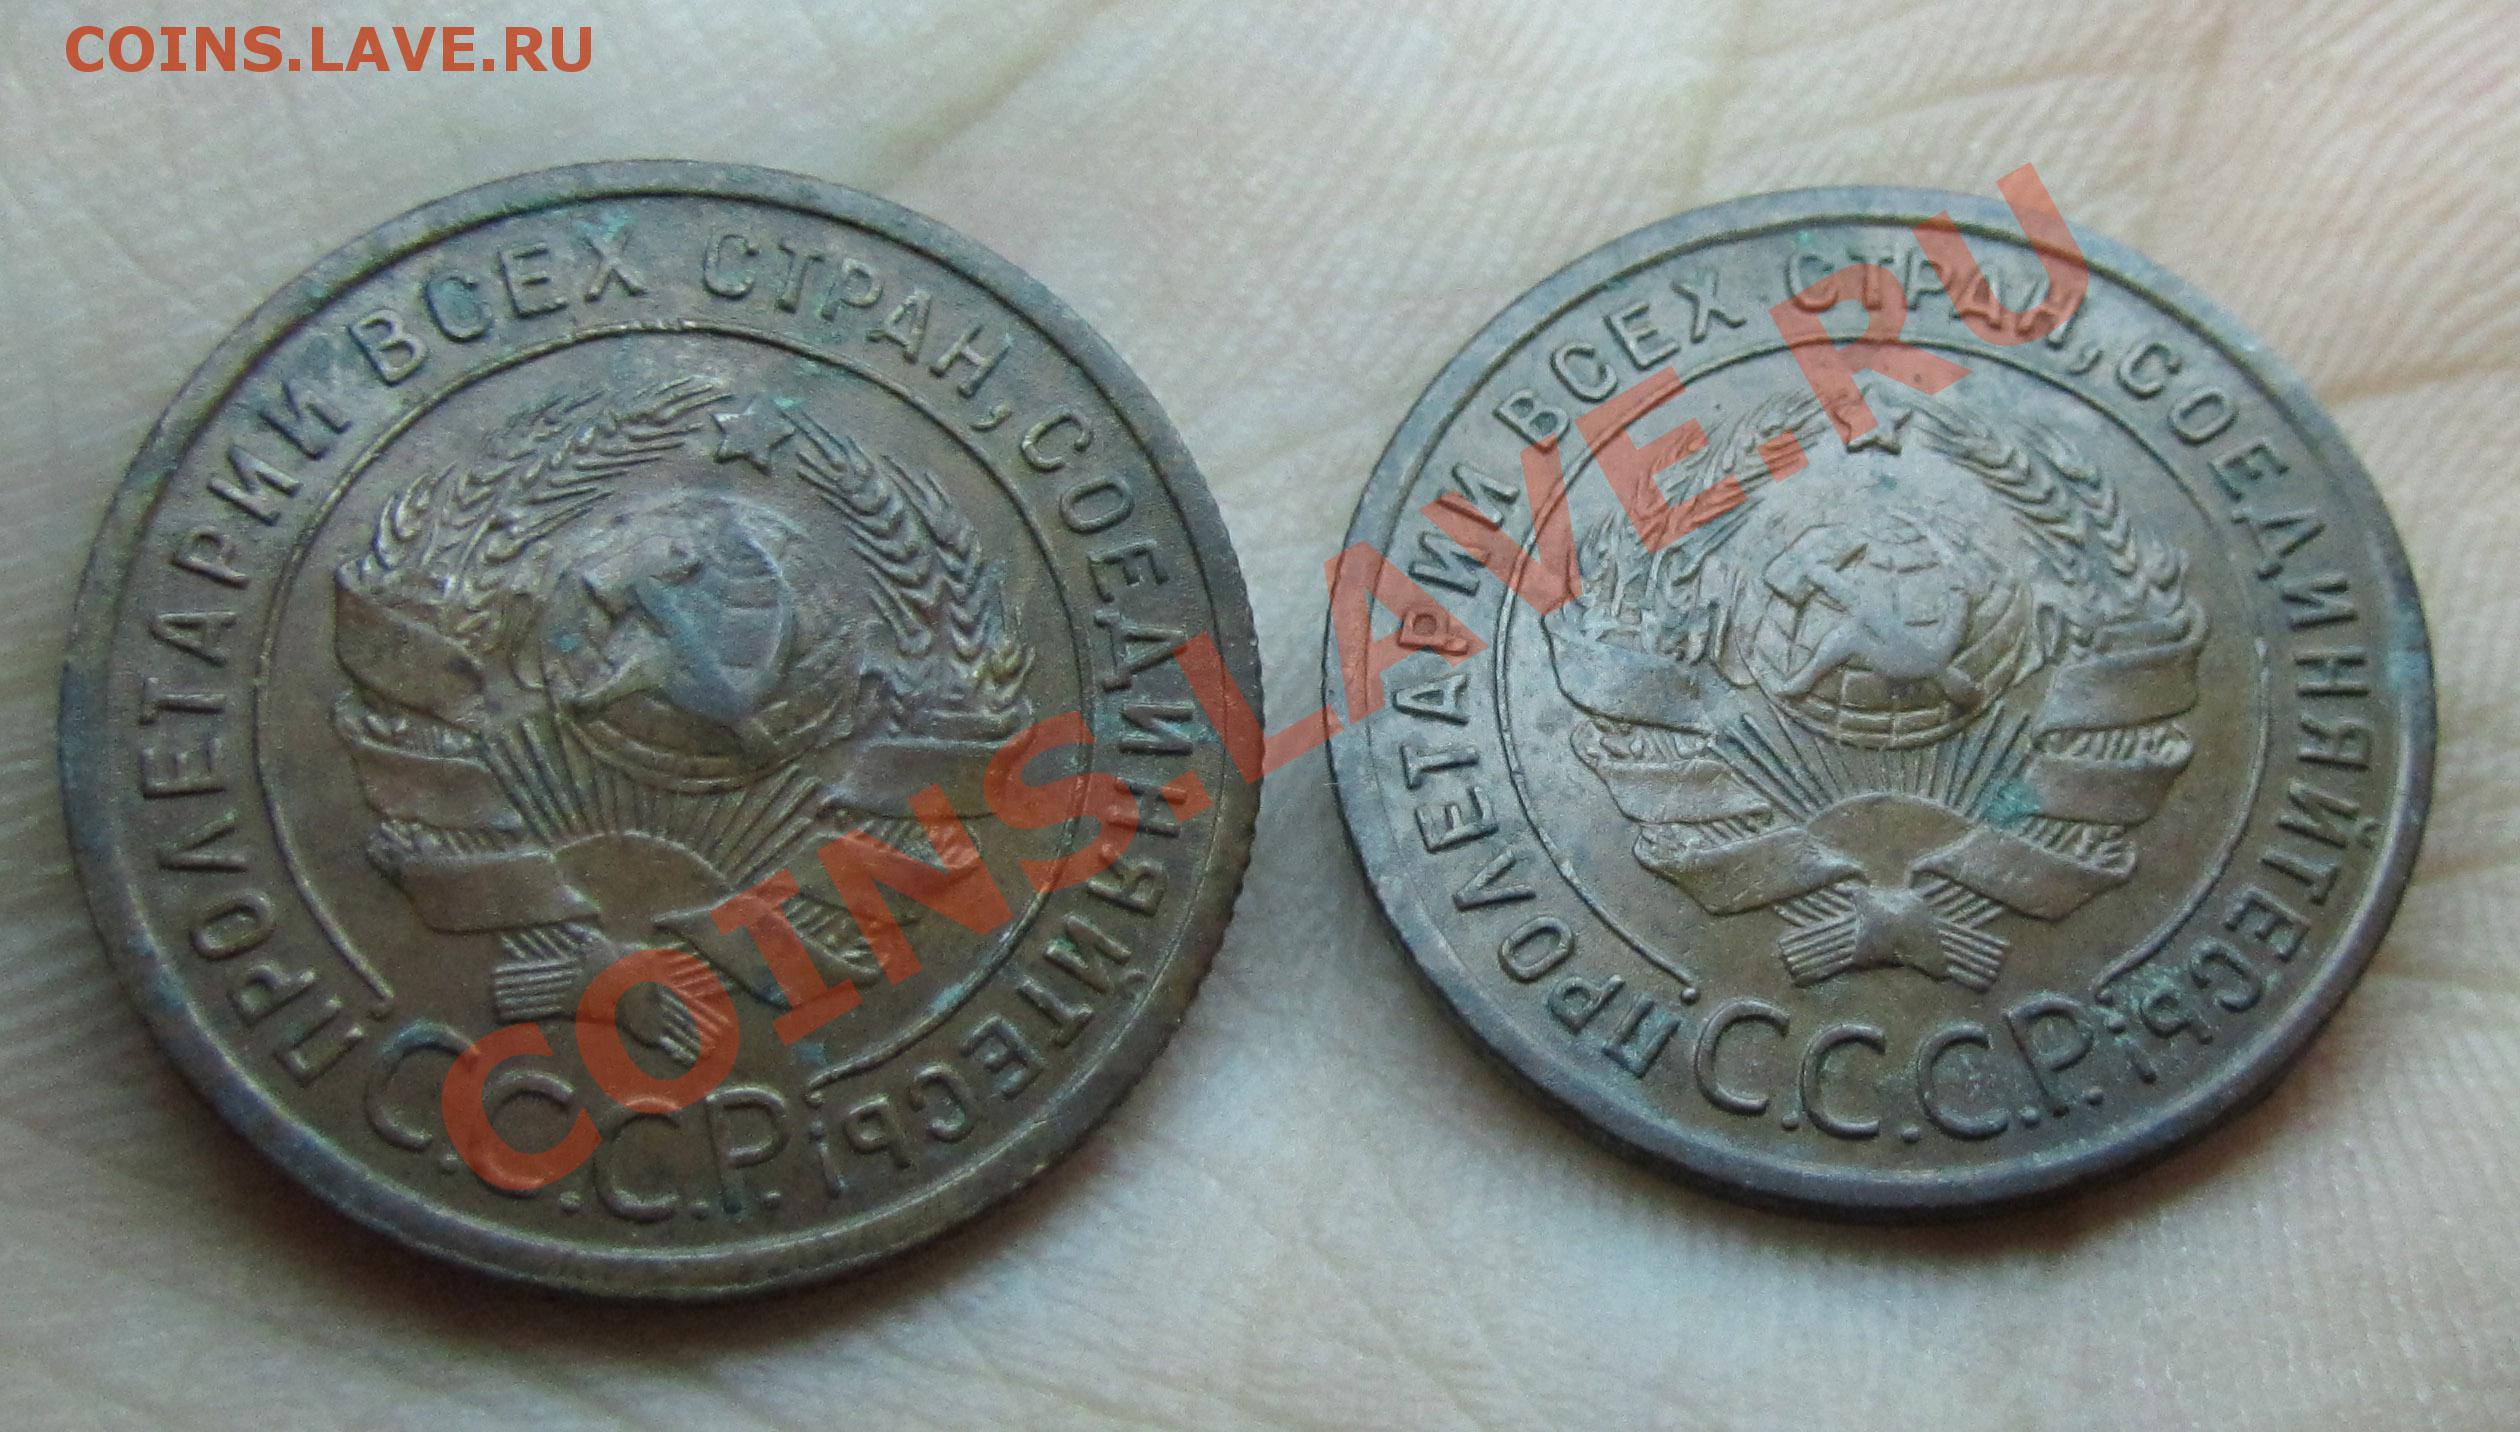 COINS.LAVE.RU
ПРОЛЕТАРИИ ВСЕХ СТРАН, СОЕДИНЯЙТЕСЬ!
С.С.С.Р.
ПРОЛЕТАРИИ ВСЕХ СТРАН, СОЕДИНЯЙТЕСЬ!
С.С.С.Р.
COINS.LAVE.RU